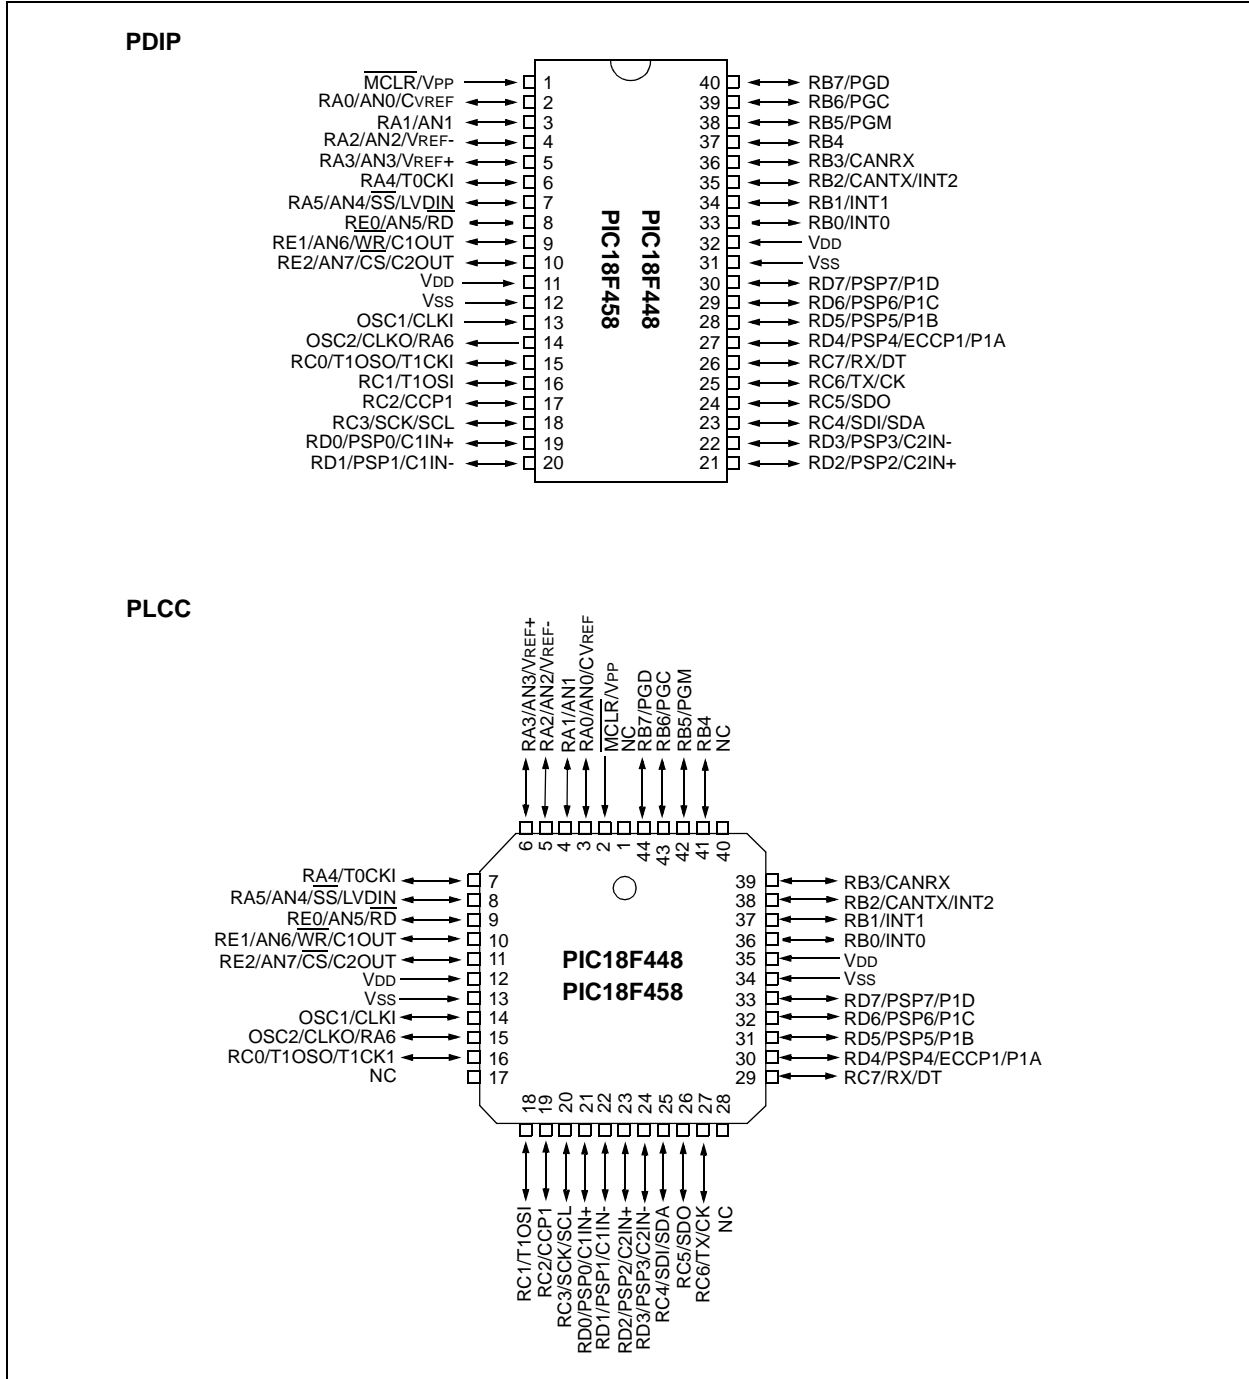 PDIP
MCLR/VPP 1
RA0/AN0/CVREF 2
RA1/AN1 3
RA2/AN2/VREF- 4
RA3/AN3/VREF+ 5
RA4/T0CKI 6
RA5/AN4/SS/LVDIN 7
RE0/AN5/RD 8
RE1/AN6/WR/C1OUT 9
RE2/AN7/CS/C2OUT 10
VDD 11
VSS 12
OSC1/CLKI 13
OSC2/CLKO/RA6 14
RC0/T1OSO/T1CKI 15
RC1/T1OSI 16
RC2/CCP1 17
RC3/SCK/SCL 18
RD0/PSP0/C1IN+ 19
RD1/PSP1/C1IN- 20
PIC18F448
PIC18F458
40 RB7/PGD
39 RB6/PGC
38 RB5/PGM
37 RB4
36 RB3/CANRX
35 RB2/CANTX/INT2
34 RB1/INT1
33 RB0/INT0
32 VDD
31 VSS
30 RD7/PSP7/P1D
29 RD6/PSP6/P1C
28 RD5/PSP5/P1B
27 RD4/PSP4/ECCP1/P1A
26 RC7/RX/DT
25 RC6/TX/CK
24 RC5/SDO
23 RC4/SDI/SDA
22 RD3/PSP3/C2IN-
21 RD2/PSP2/C2IN+
PLCC
RA3/AN3/VREF+ 6
RA2/AN2/VREF- 5
RA1/AN1 4
RA0/AN0/CVREF 3
MCLR/VPP 2
NC 1
RB7/PGD 44
RB6/PGC 43
RB5/PGM 42
RB4 41
NC 40
RA4/T0CKI 7
RA5/AN4/SS/LVDIN 8
RE0/AN5/RD 9
RE1/AN6/WR/C1OUT 10
RE2/AN7/CS/C2OUT 11
VDD 12
VSS 13
OSC1/CLKI 14
OSC2/CLKO/RA6 15
RC0/T1OSO/T1CK1 16
NC 17
PIC18F448
PIC18F458
39 RB3/CANRX
38 RB2/CANTX/INT2
37 RB1/INT1
36 RB0/INT0
35 VDD
34 VSS
33 RD7/PSP7/P1D
32 RD6/PSP6/P1C
31 RD5/PSP5/P1B
30 RD4/PSP4/ECCP1/P1A
29 RC7/RX/DT
18 RC1/T1OSI
19 RC2/CCP1
20 RC3/SCK/SCL
21 RD0/PSP0/C1IN+
22 RD1/PSP1/C1IN-
23 RD2/PSP2/C2IN+
24 RD3/PSP3/C2IN-
25 RC4/SDI/SDA
26 RC5/SDO
27 RC6/TX/CK
28 NC